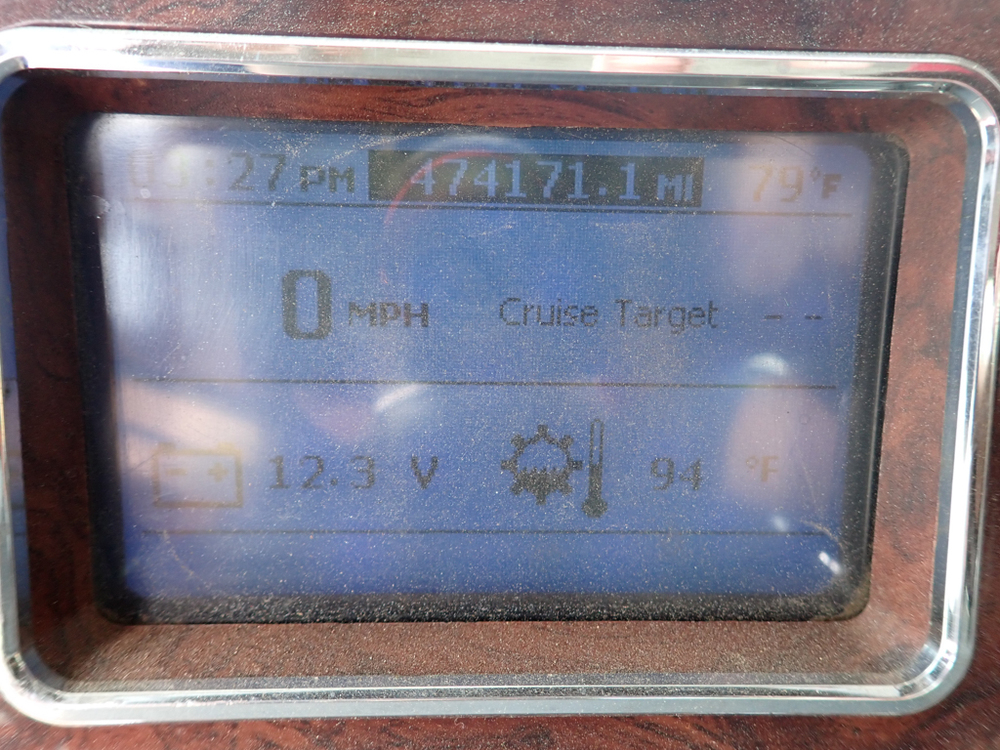 :27 PM 474171.1 MI 79°F
0 MPH Cruise Target - -
- + 12.3 V 94 °F